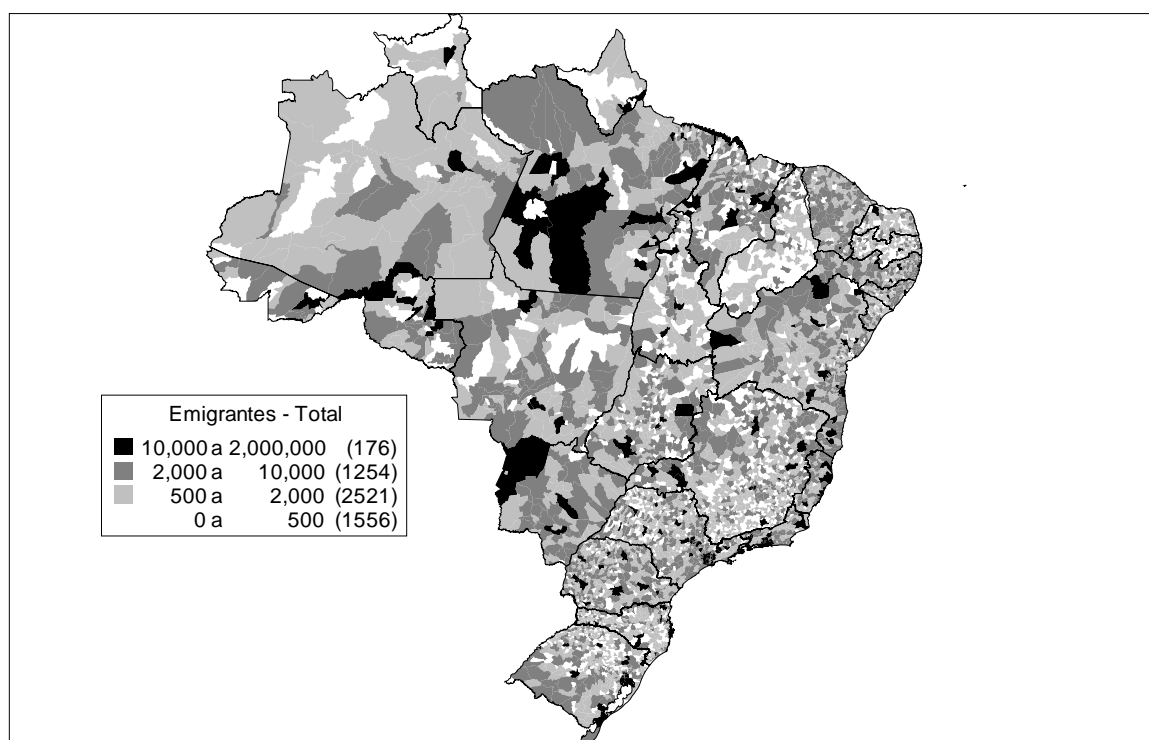 Emigrantes - Total
10,000 a 2,000,000 (176)
2,000 a 10,000 (1254)
500 a 2,000 (2521)
0 a 500 (1556)